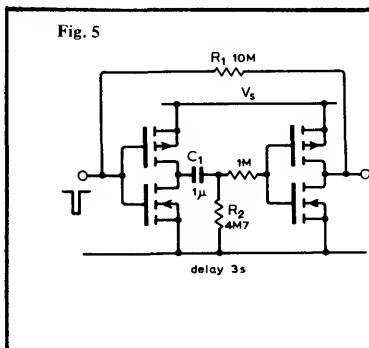 Fig. 5
R₁ 10M
Vₛ
C₁
1μ
1M
R₂
4M7
delay 3s